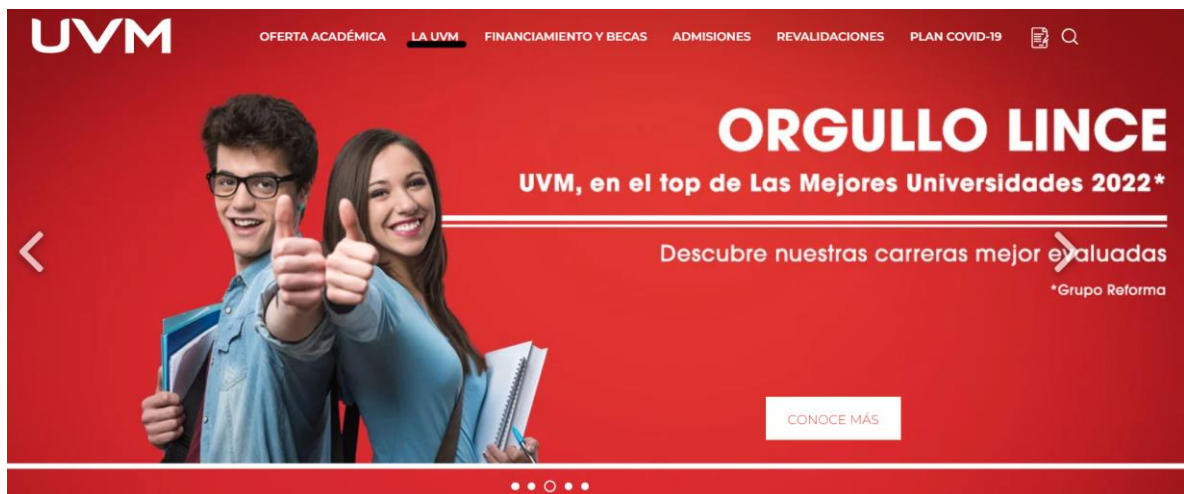 UVM
OFERTA ACADÉMICA LA UVM FINANCIAMIENTO Y BECAS ADMISIONES REVALIDACIONES PLAN COVID-19
ORGULLO LINCE
UVM, en el top de Las Mejores Universidades 2022*
Descubre nuestras carreras mejor evaluadas
*Grupo Reforma
CONOCE MÁS